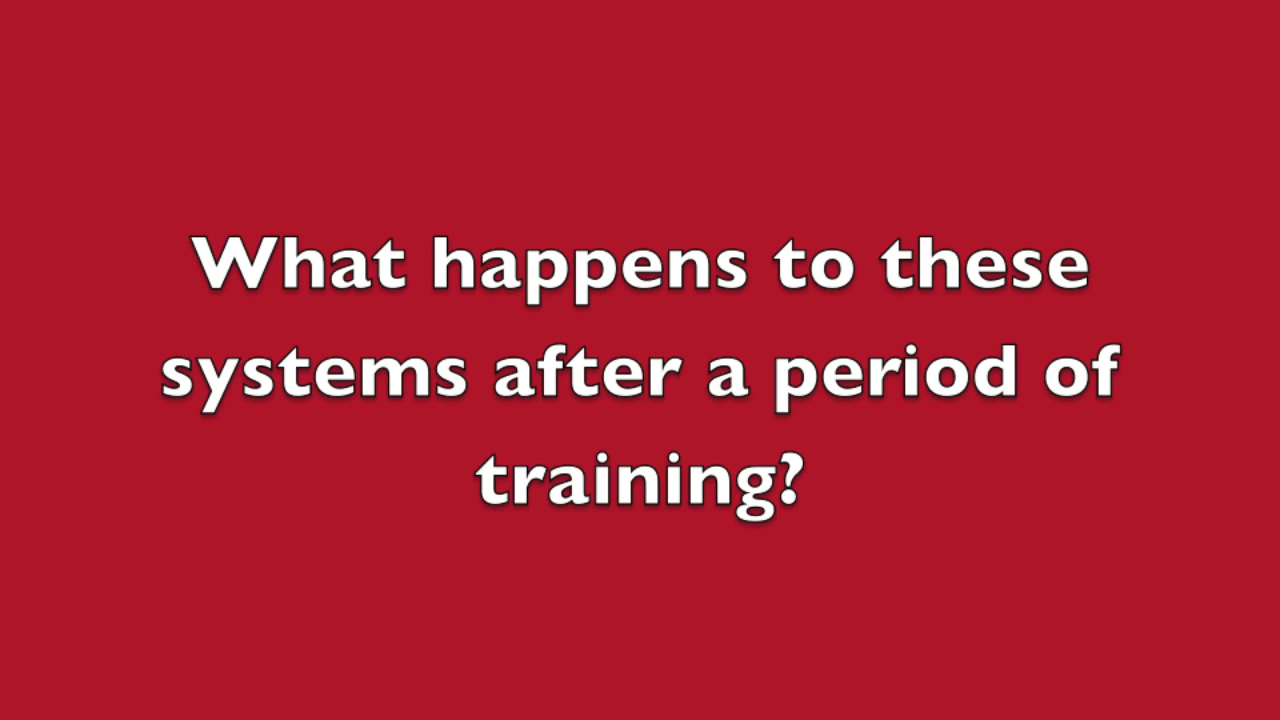 What happens to these
systems after a period of
training?